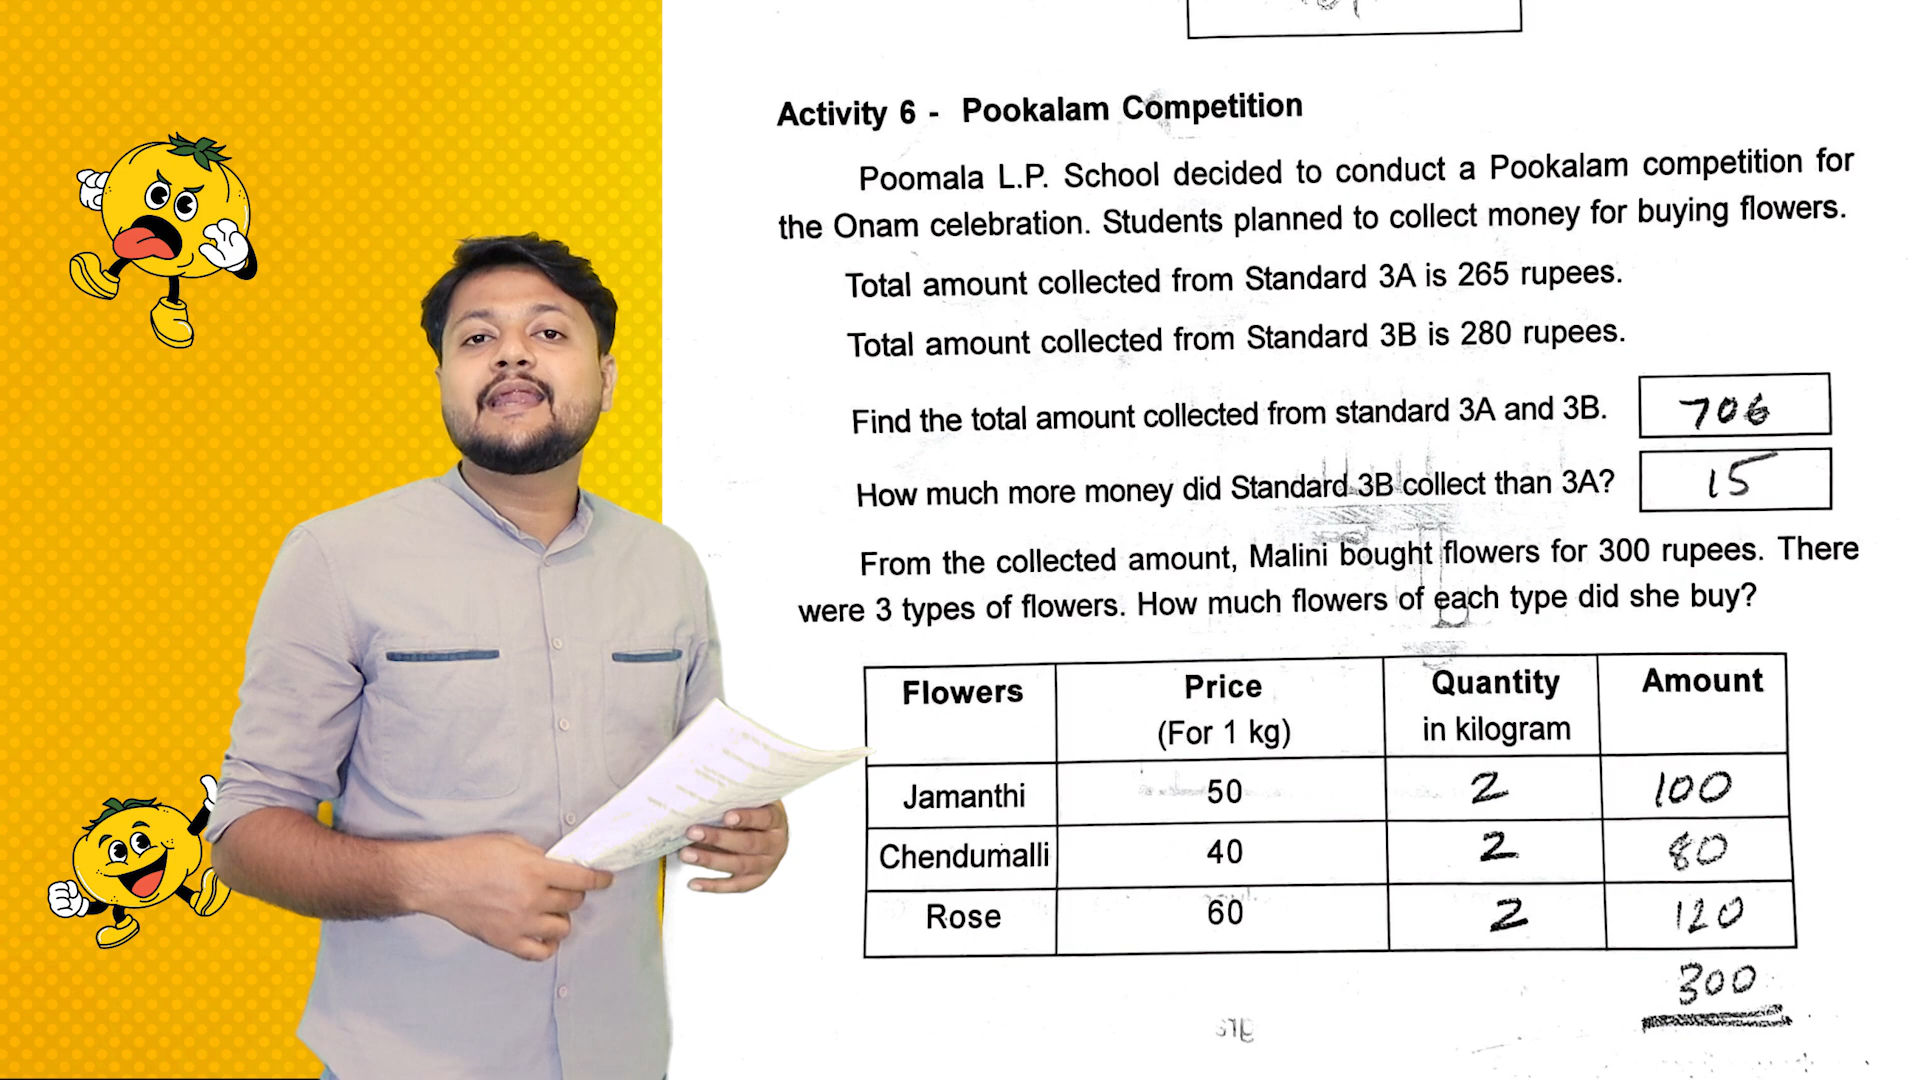 Activity 6 - Pookalam Competition
Poomala L.P. School decided to conduct a Pookalam competition for
the Onam celebration. Students planned to collect money for buying flowers.
Total amount collected from Standard 3A is 265 rupees.
Total amount collected from Standard 3B is 280 rupees.
Find the total amount collected from standard 3A and 3B. 706
How much more money did Standard 3B collect than 3A? 15
From the collected amount, Malini bought flowers for 300 rupees. There
were 3 types of flowers. How much flowers of each type did she buy?
Flowers Price Quantity Amount
(For 1 kg) in kilogram
Jamanthi 50 2 100
Chendumalli 40 2 80
Rose 60 2 120
300